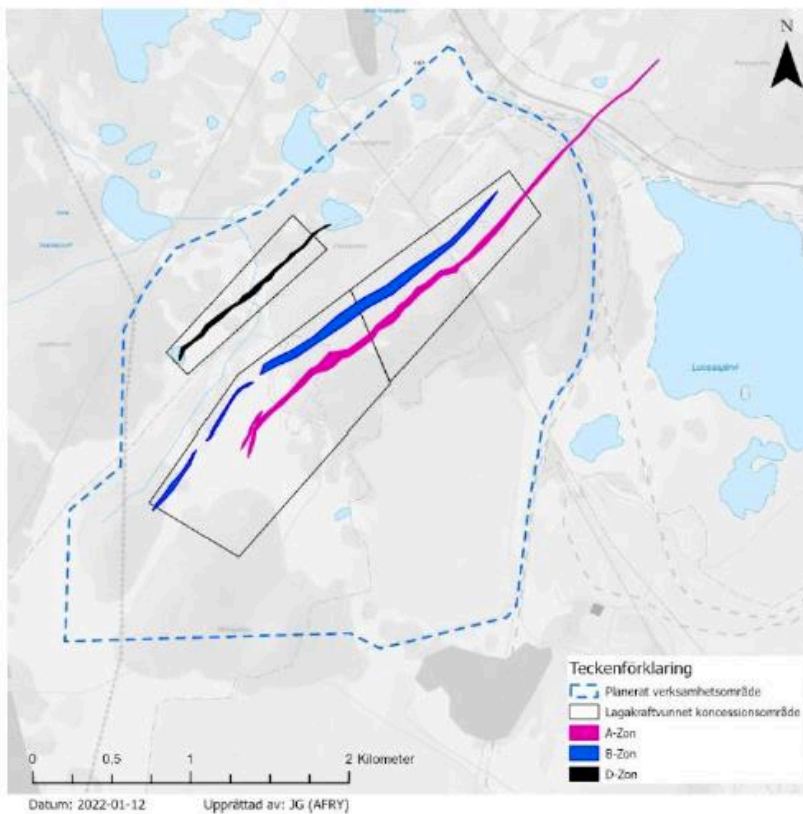 N
Luossajärvi
Teckenförklaring
Planerat verksamhetsområde
Lagakraftvunnet koncessionsområde
A-Zon
B-Zon
D-Zon
0 0,5 1 2 Kilometer
Datum: 2022-01-12 Upprättad av: JG (AFRY)